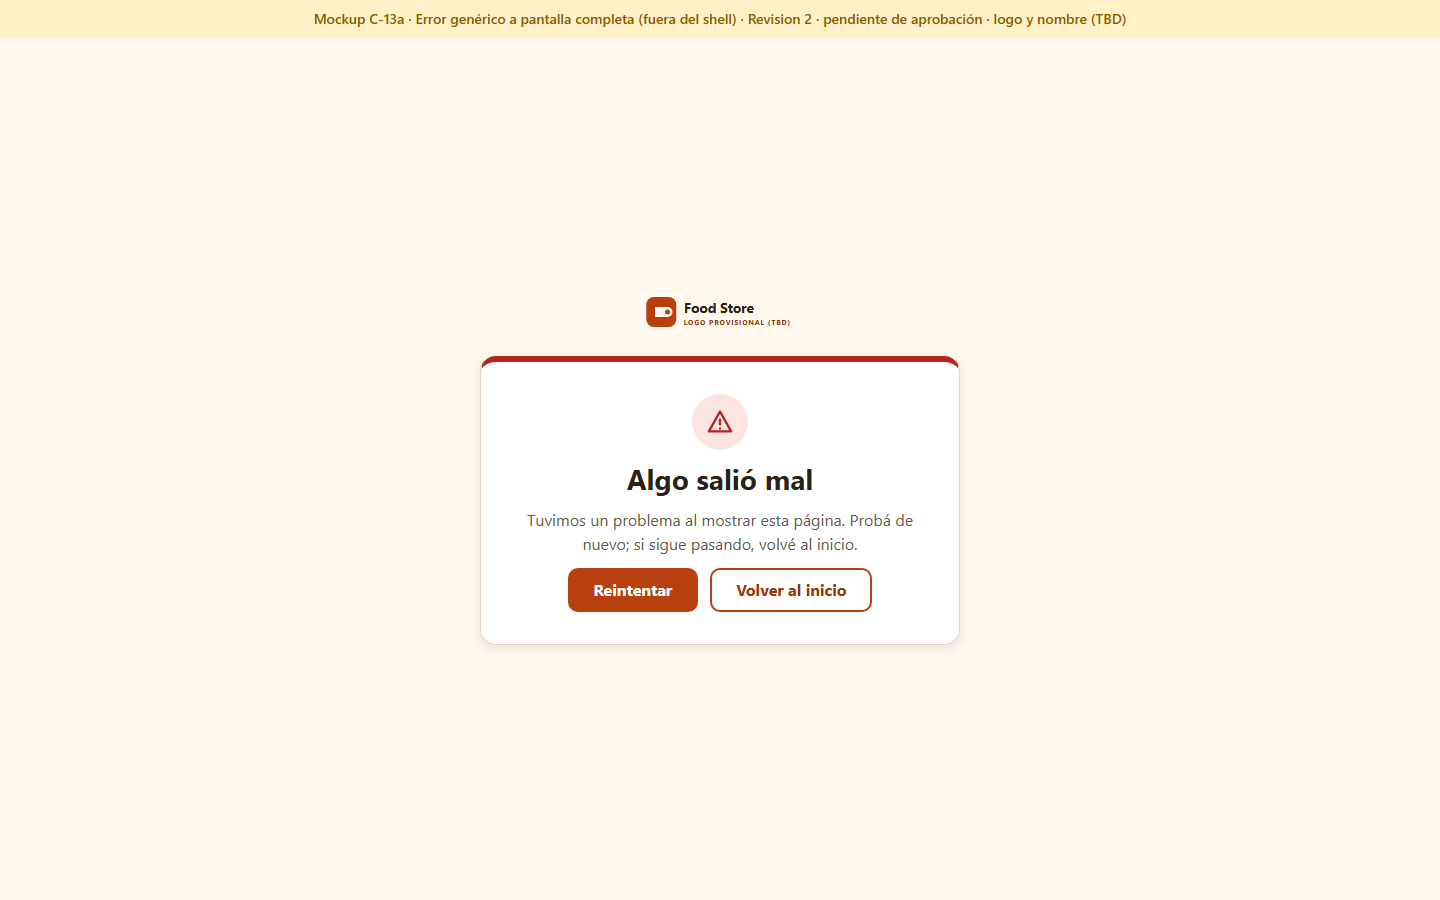 Mockup C-13a · Error genérico a pantalla completa (fuera del shell) · Revision 2 · pendiente de aprobación · logo y nombre (TBD)
Food Store
LOGO PROVISIONAL (TBD)
Algo salió mal
Tuvimos un problema al mostrar esta página. Probá de
nuevo; si sigue pasando, volvé al inicio.
Reintentar
Volver al inicio